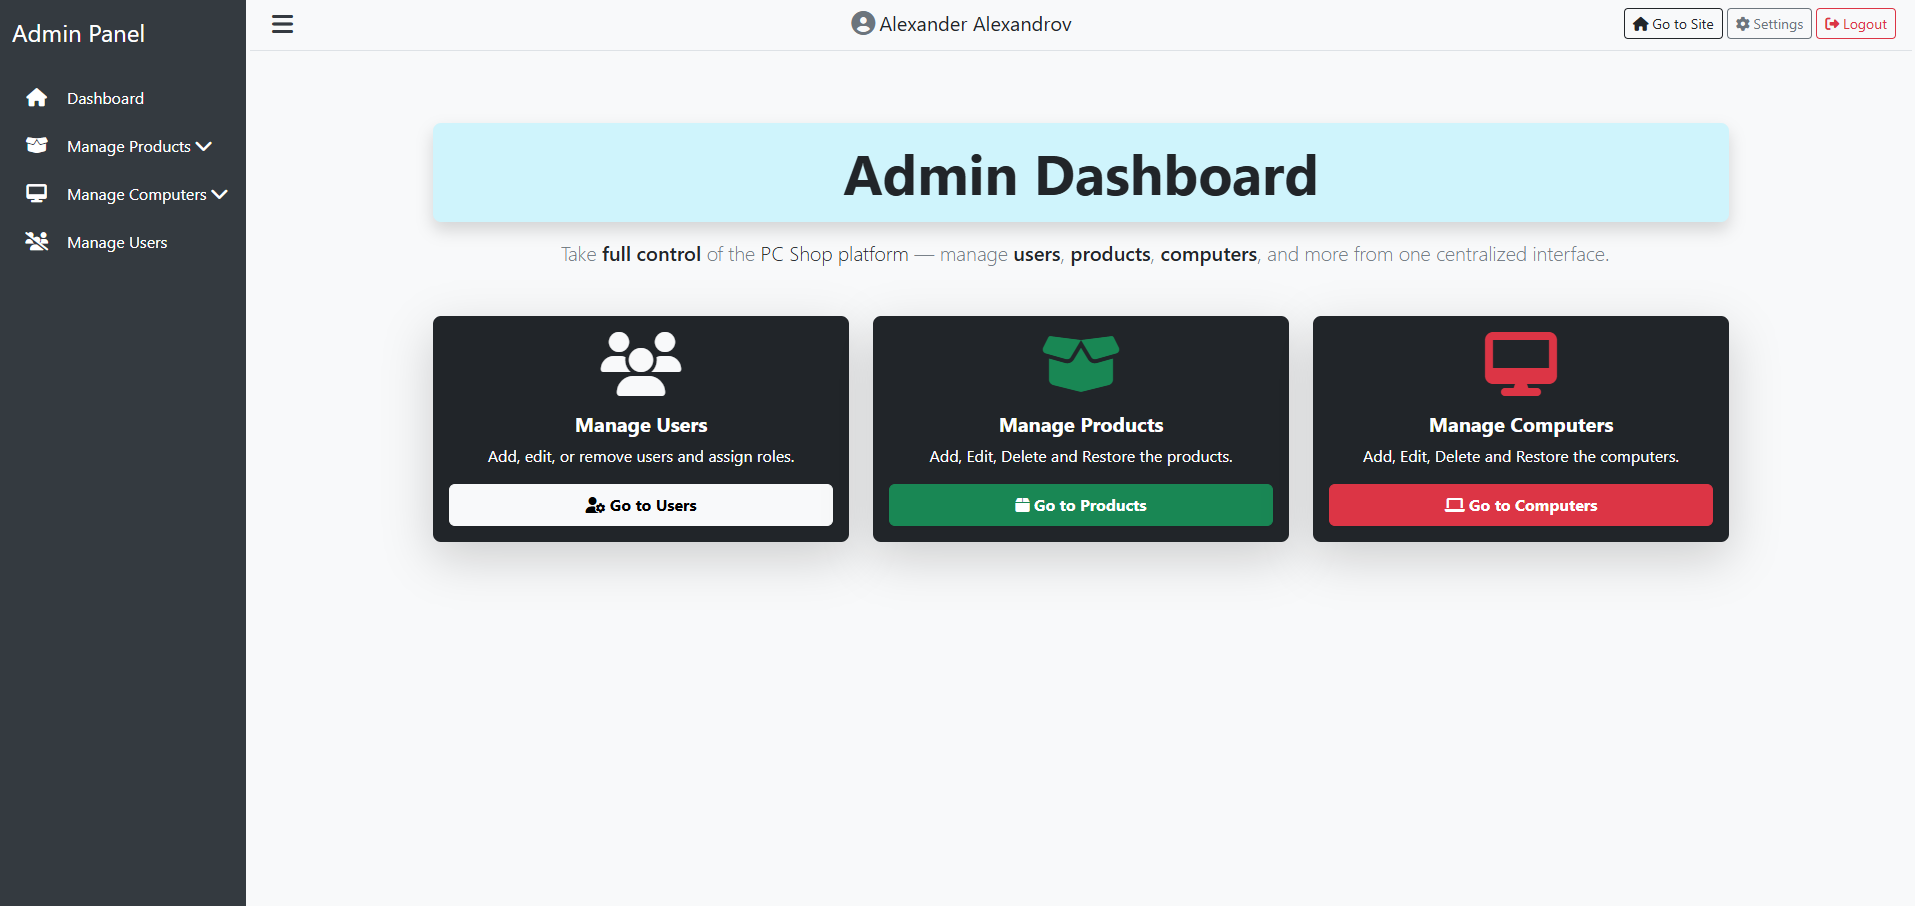 Admin Panel
Dashboard
Manage Products
Manage Computers
Manage Users
Alexander Alexandrov
Go to Site
Settings
Logout
Admin Dashboard
Take full control of the PC Shop platform — manage users, products, computers, and more from one centralized interface.
Manage Users
Add, edit, or remove users and assign roles.
Go to Users
Manage Products
Add, Edit, Delete and Restore the products.
Go to Products
Manage Computers
Add, Edit, Delete and Restore the computers.
Go to Computers